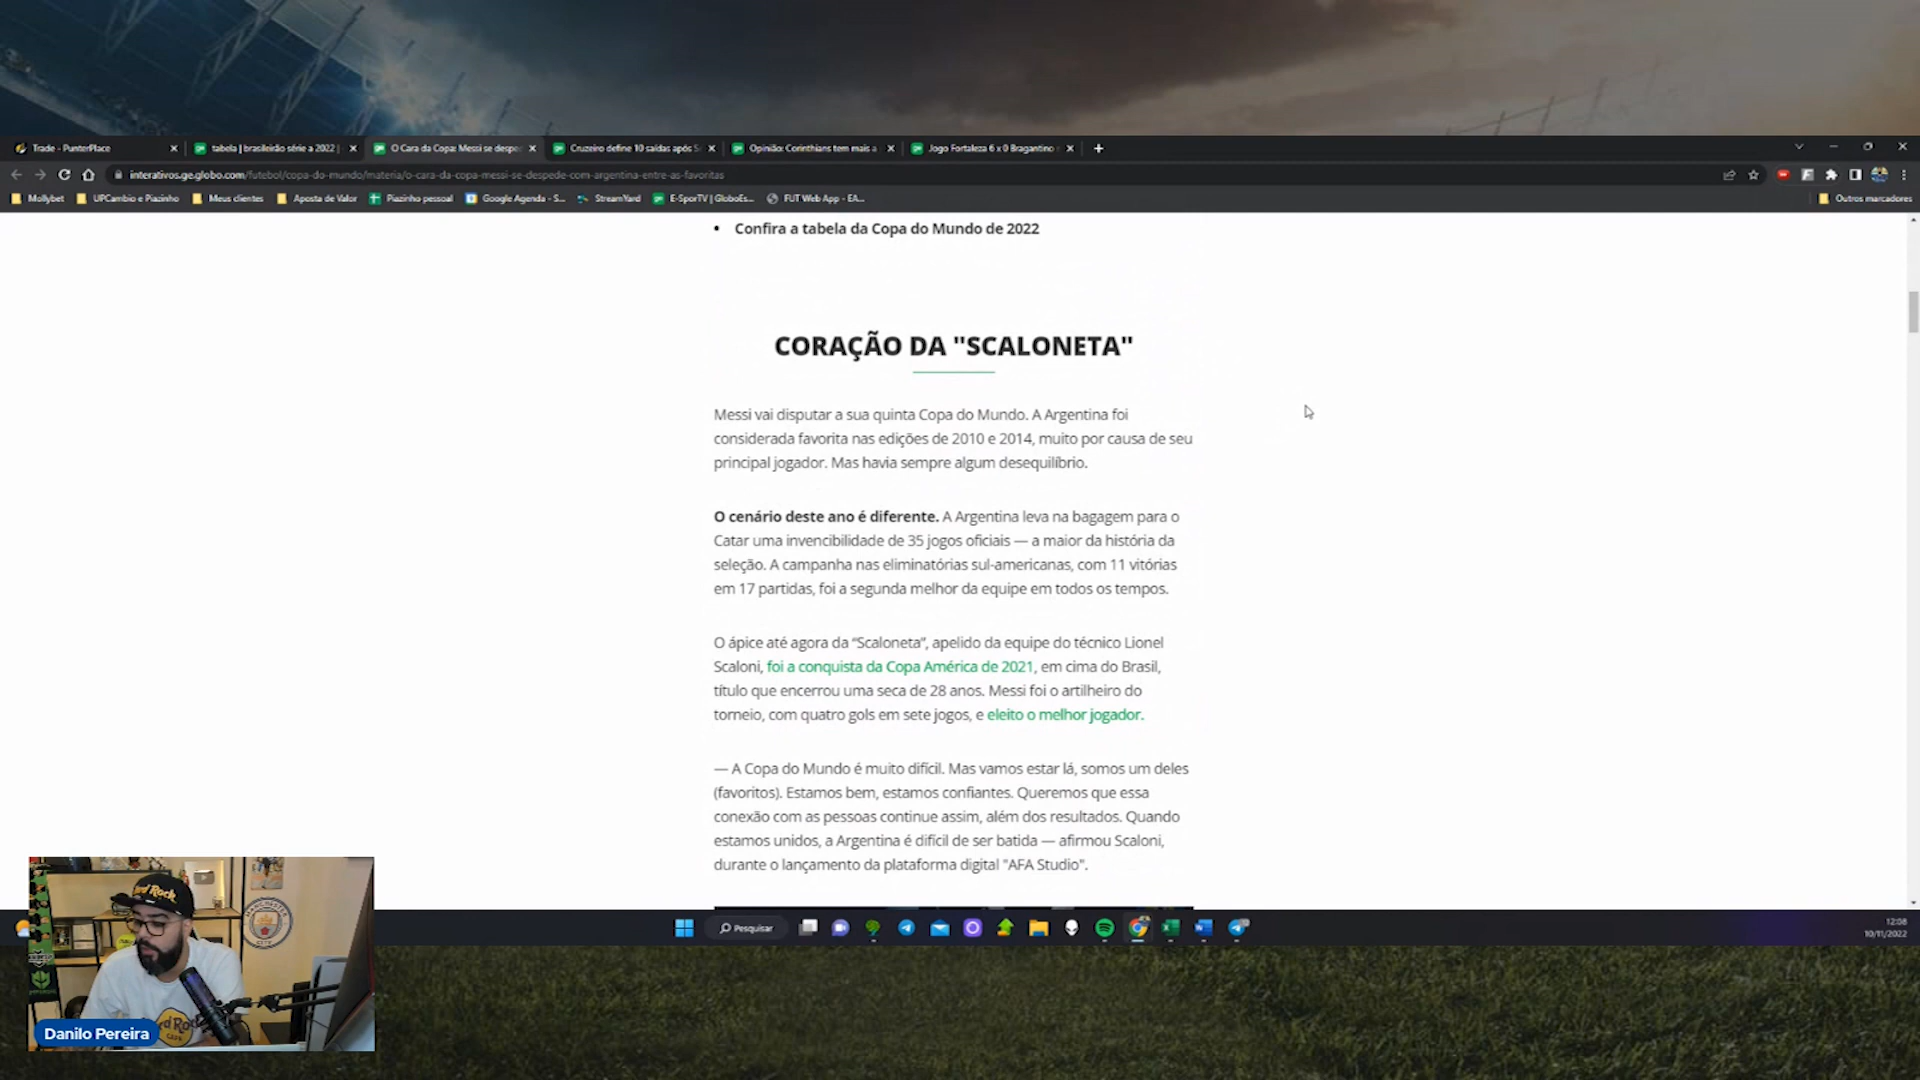 Trade - PunterPlace
tabela | brasileirão série a 2022 |
O Cara da Copa: Messi se despe
Cruzeiro define 10 saídas após S
Opinião: Corinthians tem mais a
Jogo Fortaleza 6 x 0 Bragantino
interativos.ge.globo.com/futebol/copa-do-mundo/materia/o-cara-da-copa-messi-se-despede-com-argentina-entre-as-favoritas
Mollybet
UPCambio e Piazinho
Meus clientes
Aposta de Valor
Piazinho pessoal
Google Agenda - S...
StreamYard
E-SporTV | GloboEs...
FUT Web App - EA...
Outros marcadores
• Confira a tabela da Copa do Mundo de 2022
CORAÇÃO DA "SCALONETA"
Messi vai disputar a sua quinta Copa do Mundo. A Argentina foi
considerada favorita nas edições de 2010 e 2014, muito por causa de seu
principal jogador. Mas havia sempre algum desequilíbrio.
O cenário deste ano é diferente. A Argentina leva na bagagem para o
Catar uma invencibilidade de 35 jogos oficiais — a maior da história da
seleção. A campanha nas eliminatórias sul-americanas, com 11 vitórias
em 17 partidas, foi a segunda melhor da equipe em todos os tempos.
O ápice até agora da “Scaloneta”, apelido da equipe do técnico Lionel
Scaloni, foi a conquista da Copa América de 2021, em cima do Brasil,
título que encerrou uma seca de 28 anos. Messi foi o artilheiro do
torneio, com quatro gols em sete jogos, e eleito o melhor jogador.
— A Copa do Mundo é muito difícil. Mas vamos estar lá, somos um deles
(favoritos). Estamos bem, estamos confiantes. Queremos que essa
conexão com as pessoas continue assim, além dos resultados. Quando
estamos unidos, a Argentina é difícil de ser batida — afirmou Scaloni,
durante o lançamento da plataforma digital "AFA Studio".
Pesquisar
12:08
10/11/2022
MANCHESTER
CITY
Danilo Pereira